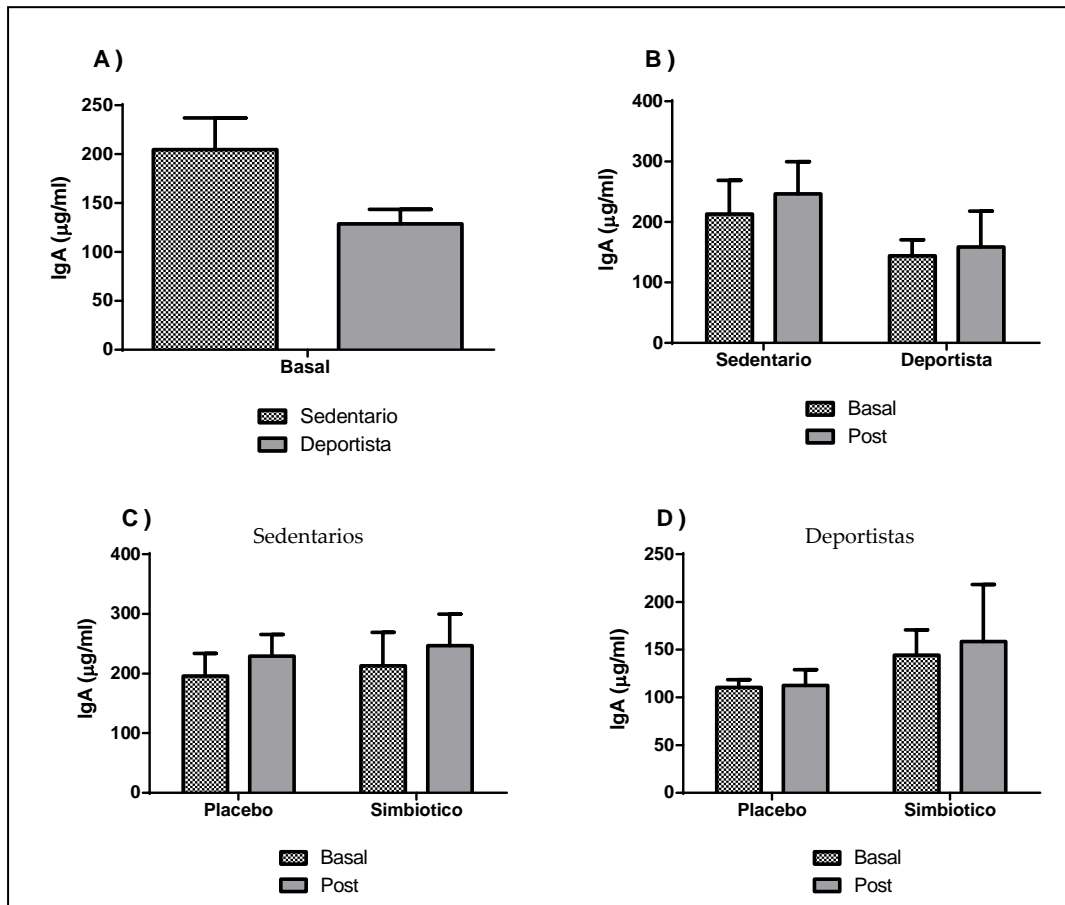 A )
250
200
150
100
50
0
IgA (µg/ml)
Basal
Sedentario
Deportista
B )
400
300
200
100
0
IgA (µg/ml)
Sedentario Deportista
Basal
Post
C )
Sedentarios
400
300
200
100
0
IgA (µg/ml)
Placebo Simbiotico
Basal
Post
D )
Deportistas
250
200
150
100
50
0
IgA (µg/ml)
Placebo Simbiotico
Basal
Post